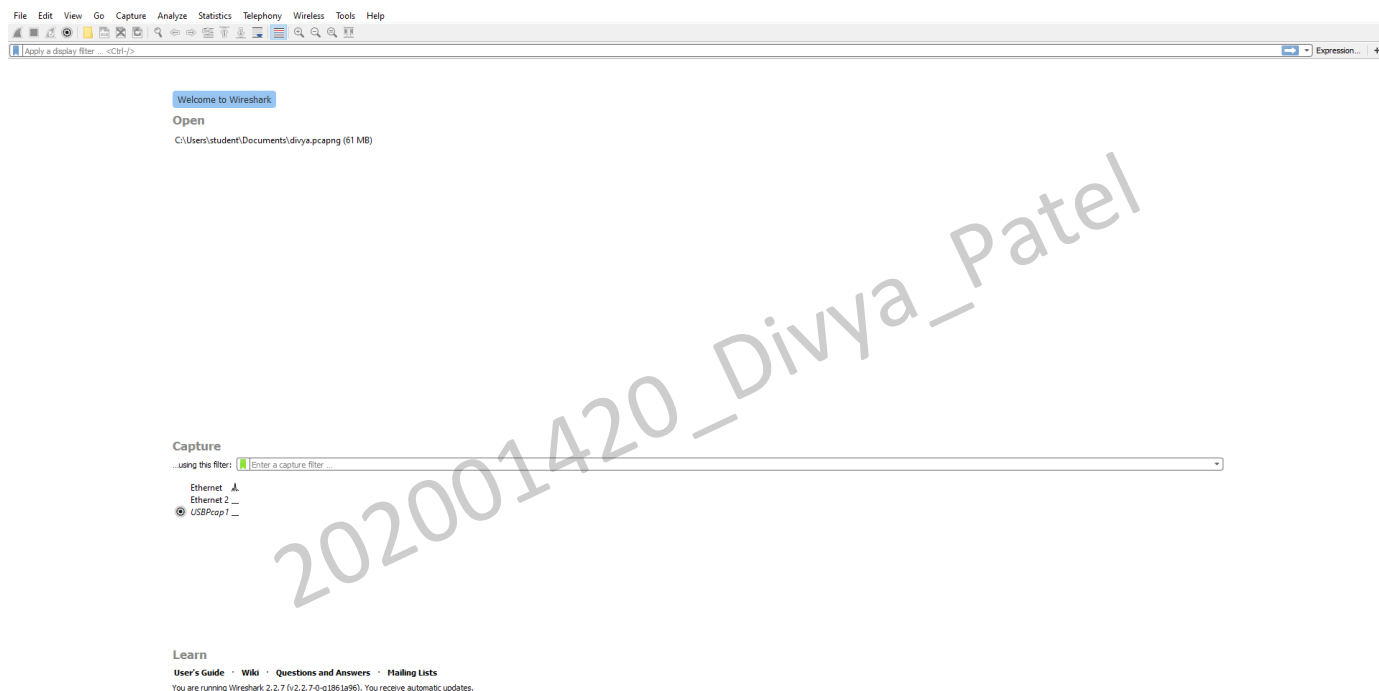 File Edit View Go Capture Analyze Statistics Telephony Wireless Tools Help
Apply a display filter ... <Ctrl-/>
Expression... +
Welcome to Wireshark
Open
C:\Users\student\Documents\divya.pcapng (61 MB)
202001420_Divya_Patel
Capture
...using this filter: Enter a capture filter ...
Ethernet
Ethernet 2
USBPcap1
Learn
User's Guide · Wiki · Questions and Answers · Mailing Lists
You are running Wireshark 2.2.7 (v2.2.7-0-g1861a96). You receive automatic updates.